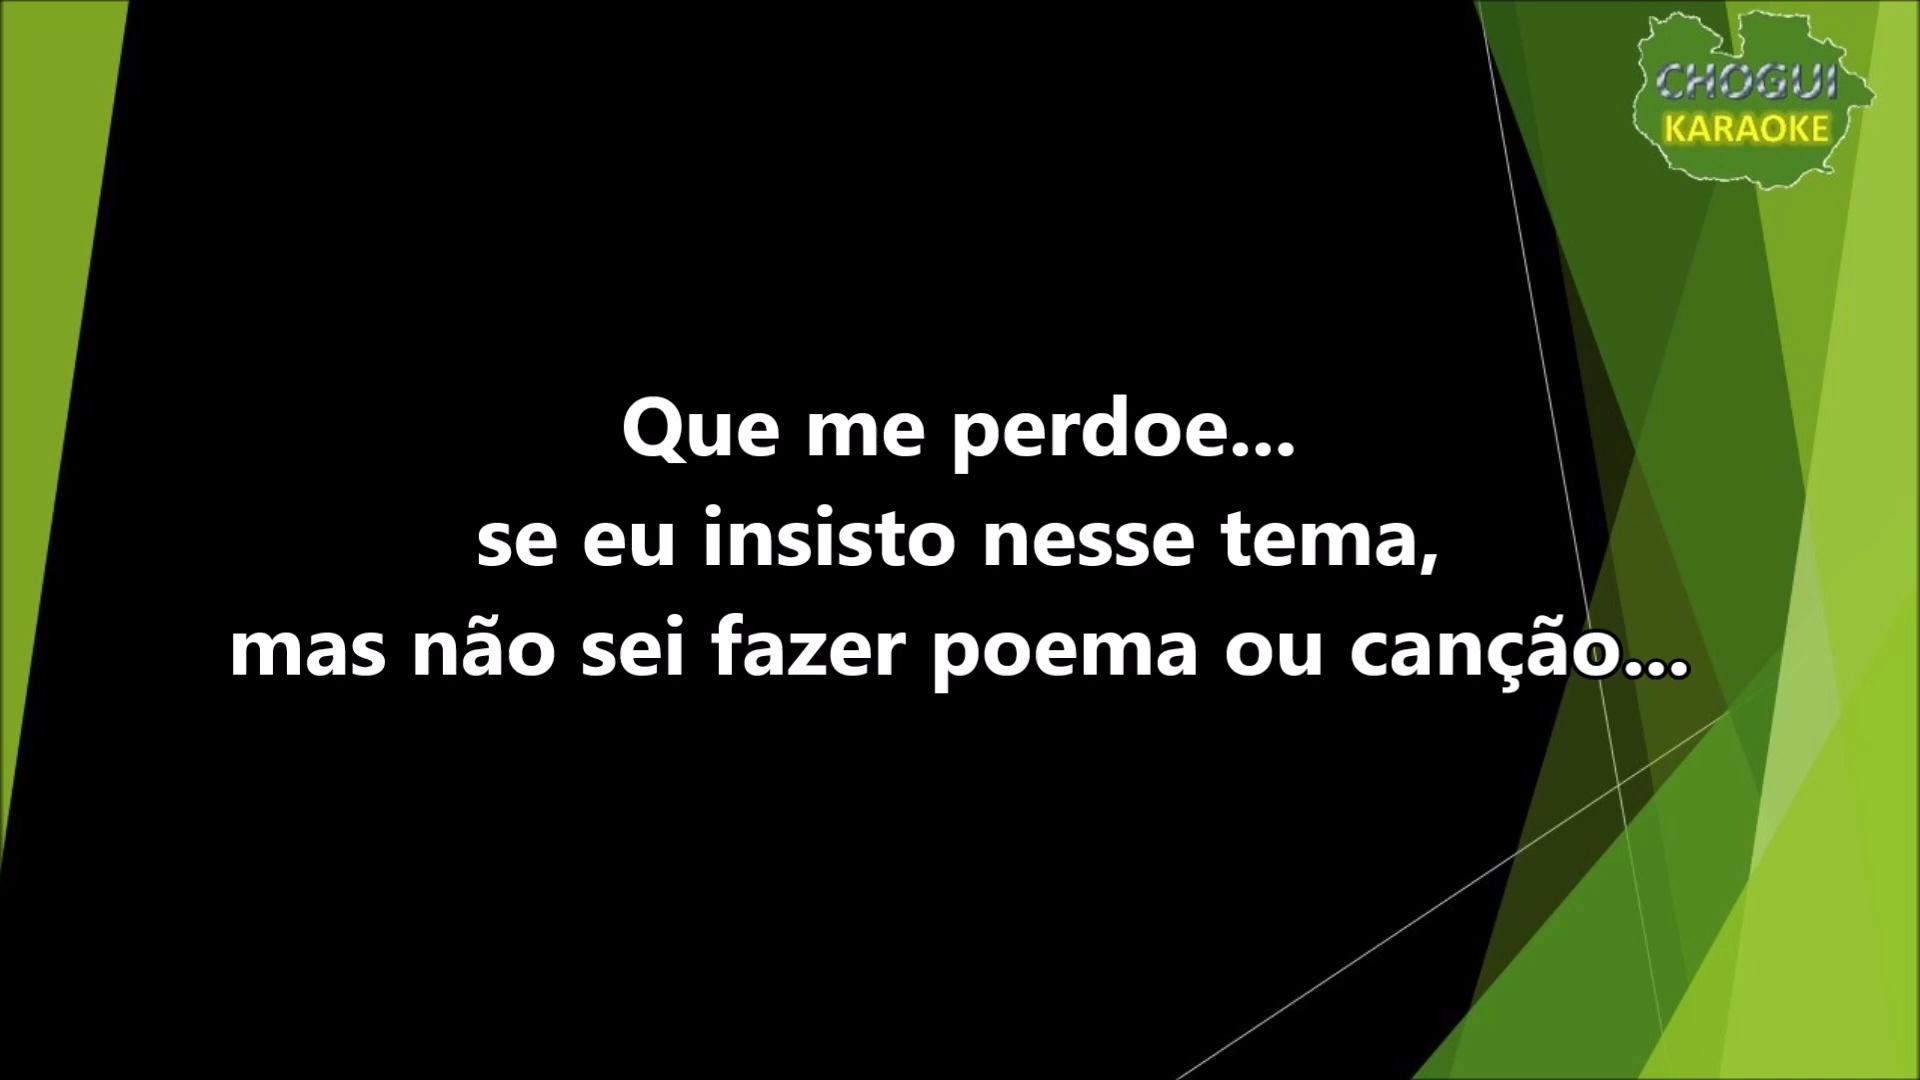 CHOGUI
KARAOKE
Que me perdoe...
se eu insisto nesse tema,
mas não sei fazer poema ou canção...